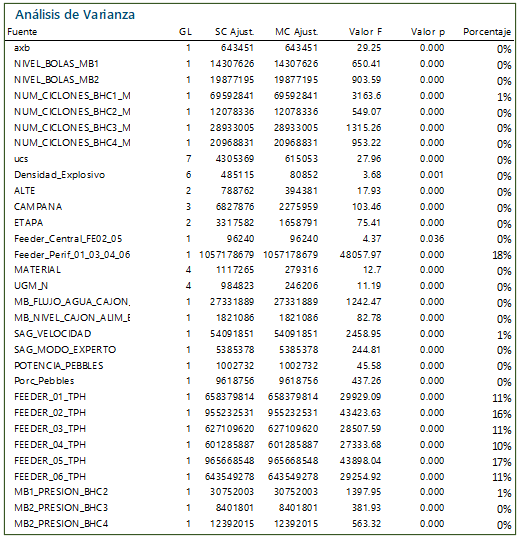 Análisis de Varianza
Fuente GL SC Ajust. MC Ajust. Valor F Valor p Porcentaje
axb 1 643451 643451 29.25 0.000 0%
NIVEL_BOLAS_MB1 1 14307626 14307626 650.41 0.000 0%
NIVEL_BOLAS_MB2 1 19877195 19877195 903.59 0.000 0%
NUM_CICLONES_BHC1_M 1 69592841 69592841 3163.6 0.000 1%
NUM_CICLONES_BHC2_M 1 12078336 12078336 549.07 0.000 0%
NUM_CICLONES_BHC3_M 1 28933005 28933005 1315.26 0.000 0%
NUM_CICLONES_BHC4_M 1 20968831 20968831 953.22 0.000 0%
ucs 7 4305369 615053 27.96 0.000 0%
Densidad_Explosivo 6 485115 80852 3.68 0.001 0%
ALTE 2 788762 394381 17.93 0.000 0%
CAMPANA 3 6827876 2275959 103.46 0.000 0%
ETAPA 2 3317582 1658791 75.41 0.000 0%
Feeder_Central_FE02_05 1 96240 96240 4.37 0.036 0%
Feeder_Perif_01_03_04_06 1 1057178679 1057178679 48057.97 0.000 18%
MATERIAL 4 1117265 279316 12.7 0.000 0%
UGM_N 4 984823 246206 11.19 0.000 0%
MB_FLUJO_AGUA_CAJON_ 1 27331889 27331889 1242.47 0.000 0%
MB_NIVEL_CAJON_ALIM_E 1 1821086 1821086 82.78 0.000 0%
SAG_VELOCIDAD 1 54091851 54091851 2458.95 0.000 1%
SAG_MODO_EXPERTO 1 5385378 5385378 244.81 0.000 0%
POTENCIA_PEBBLES 1 1002732 1002732 45.58 0.000 0%
Porc_Pebbles 1 9618756 9618756 437.26 0.000 0%
FEEDER_01_TPH 1 658379814 658379814 29929.09 0.000 11%
FEEDER_02_TPH 1 955232531 955232531 43423.63 0.000 16%
FEEDER_03_TPH 1 627109620 627109620 28507.59 0.000 11%
FEEDER_04_TPH 1 601285887 601285887 27333.68 0.000 10%
FEEDER_05_TPH 1 965668548 965668548 43898.04 0.000 17%
FEEDER_06_TPH 1 643549278 643549278 29254.92 0.000 11%
MB1_PRESION_BHC2 1 30752003 30752003 1397.95 0.000 1%
MB2_PRESION_BHC3 1 8401801 8401801 381.93 0.000 0%
MB2_PRESION_BHC4 1 12392015 12392015 563.32 0.000 0%